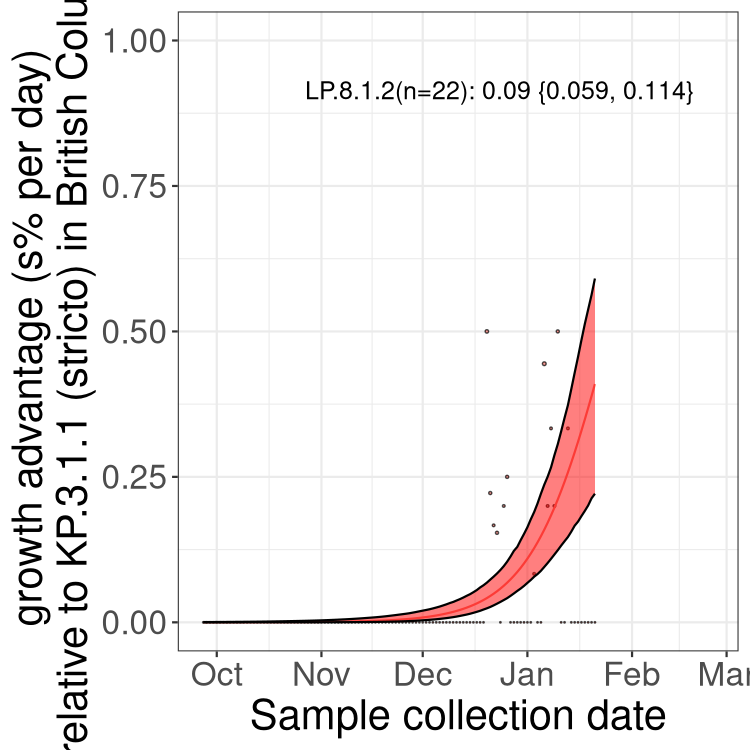 growth advantage (s% per day)
relative to KP.3.1.1 (stricto) in British Colu
1.00
0.75
0.50
0.25
0.00
LP.8.1.2(n=22): 0.09 {0.059, 0.114}
Oct Nov Dec Jan Feb Mar
Sample collection date